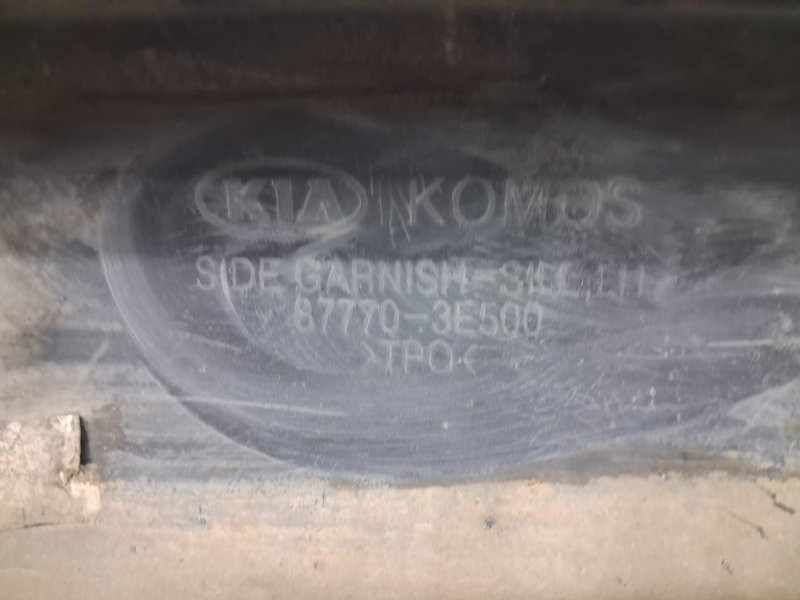 KIA KOMOS
SIDE GARNISH-SILL,LH
87770-3E500
>TPO<